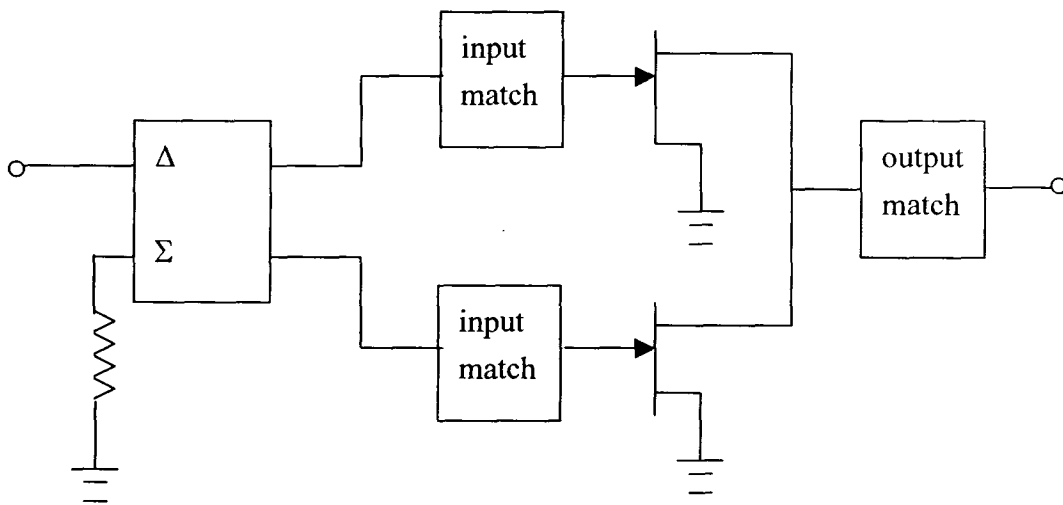 input
match
Δ
Σ
output
match
input
match